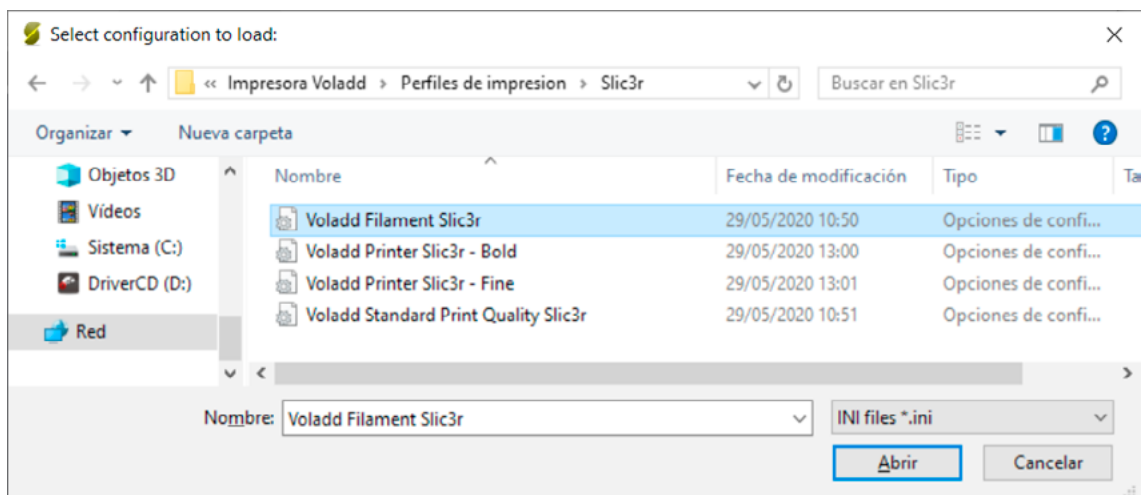 Select configuration to load:
« Impresora Voladd › Perfiles de impresion › Slic3r Buscar en Slic3r
Organizar Nueva carpeta
Objetos 3D
Vídeos
Sistema (C:)
DriverCD (D:)
Red
Nombre Fecha de modificación Tipo Ta
Voladd Filament Slic3r 29/05/2020 10:50 Opciones de confi...
Voladd Printer Slic3r - Bold 29/05/2020 13:00 Opciones de confi...
Voladd Printer Slic3r - Fine 29/05/2020 13:01 Opciones de confi...
Voladd Standard Print Quality Slic3r 29/05/2020 10:51 Opciones de confi...
Nombre: Voladd Filament Slic3r INI files *.ini
Abrir Cancelar